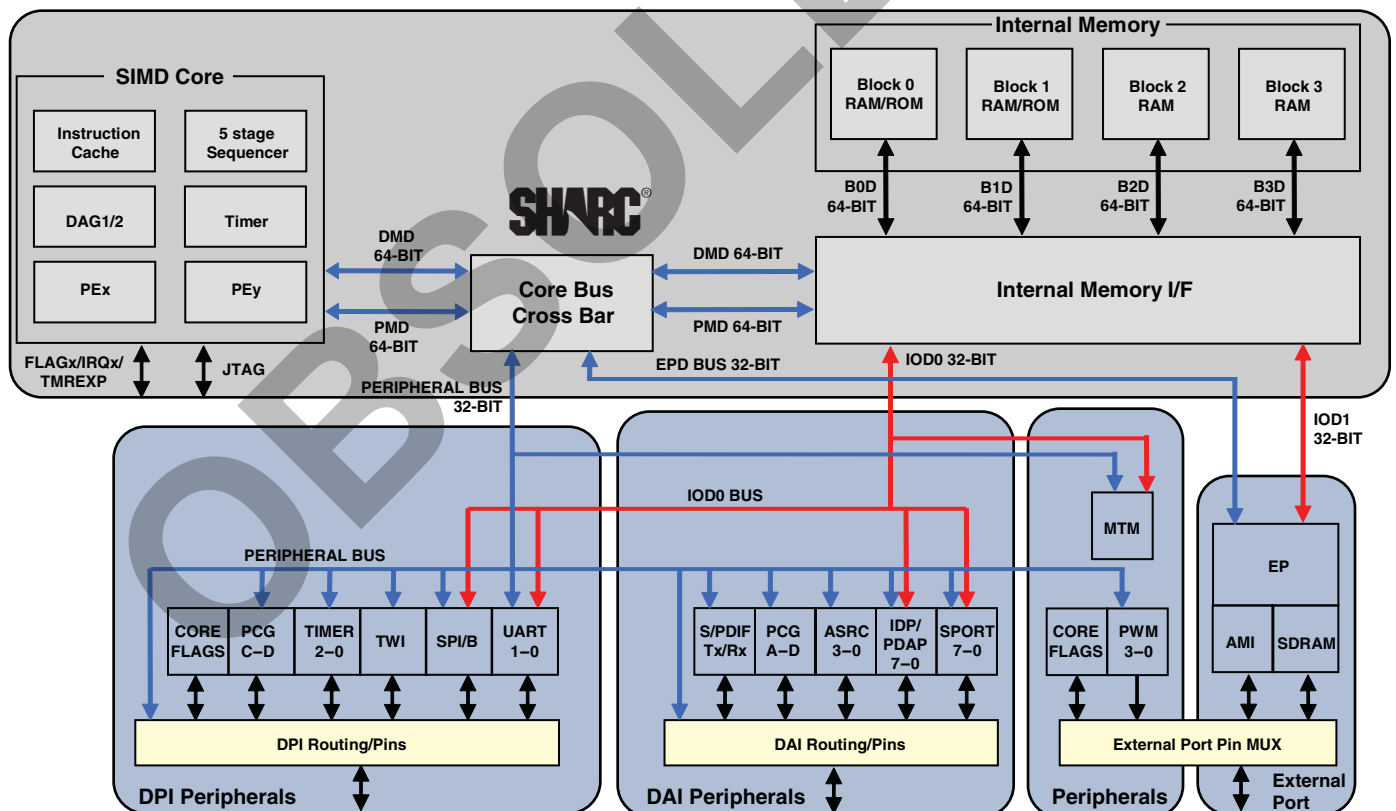 Internal Memory
SIMD Core
Block 0
RAM/ROM
Block 1
RAM/ROM
Block 2
RAM
Block 3
RAM
Instruction
Cache
5 stage
Sequencer
DAG1/2
Timer
PEx
PEy
B0D
64-BIT
B1D
64-BIT
B2D
64-BIT
B3D
64-BIT
SHARC®
DMD
64-BIT
PMD
64-BIT
Core Bus
Cross Bar
DMD 64-BIT
PMD 64-BIT
Internal Memory I/F
FLAGx/IRQx/
TMREXP
JTAG
PERIPHERAL BUS
32-BIT
EPD BUS 32-BIT
IOD0 32-BIT
IOD1
32-BIT
IOD0 BUS
PERIPHERAL BUS
MTM
EP
CORE
FLAGS
PCG
C–D
TIMER
2–0
TWI
SPI/B
UART
1–0
S/PDIF
Tx/Rx
PCG
A–D
ASRC
3–0
IDP/
PDAP
7–0
SPORT
7–0
CORE
FLAGS
PWM
3–0
AMI
SDRAM
DPI Routing/Pins
DAI Routing/Pins
External Port Pin MUX
DPI Peripherals
DAI Peripherals
Peripherals
External
Port
OBSOLE